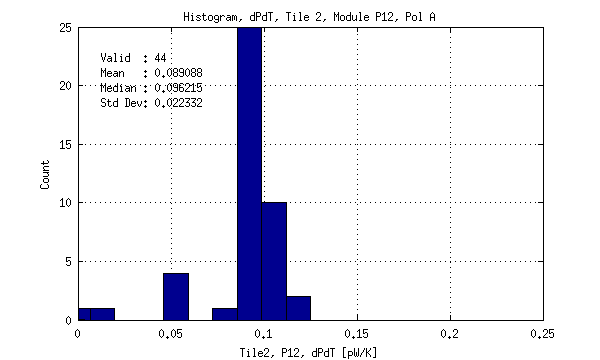 Histogram, dPdT, Tile 2, Module P12, Pol A
25
20
15
10
5
0
Count
Valid : 44
Mean : 0.089088
Median : 0.096215
Std Dev: 0.022332
0 0.05 0.1 0.15 0.2 0.25
Tile2, P12, dPdT [pW/K]